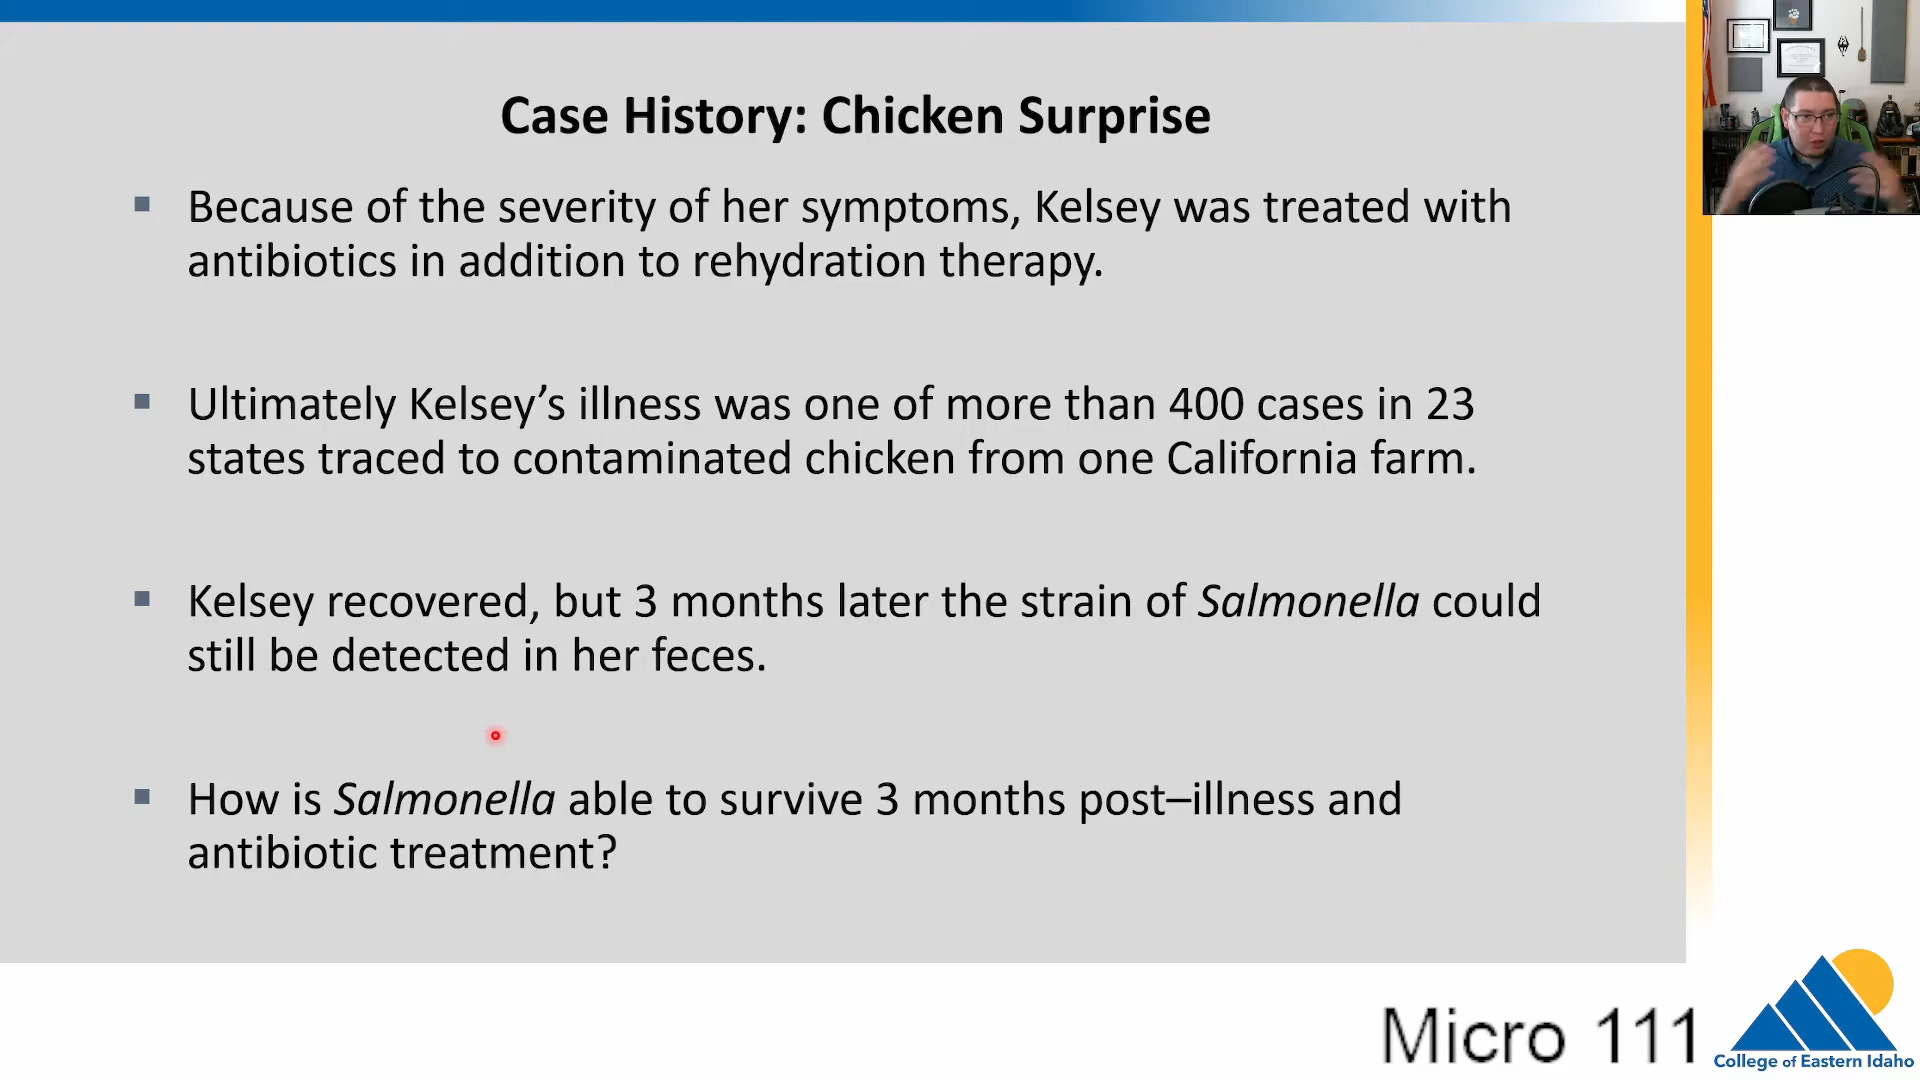 Case History: Chicken Surprise
Because of the severity of her symptoms, Kelsey was treated with
antibiotics in addition to rehydration therapy.
Ultimately Kelsey’s illness was one of more than 400 cases in 23
states traced to contaminated chicken from one California farm.
Kelsey recovered, but 3 months later the strain of Salmonella could
still be detected in her feces.
How is Salmonella able to survive 3 months post–illness and
antibiotic treatment?
Micro 111
College of Eastern Idaho